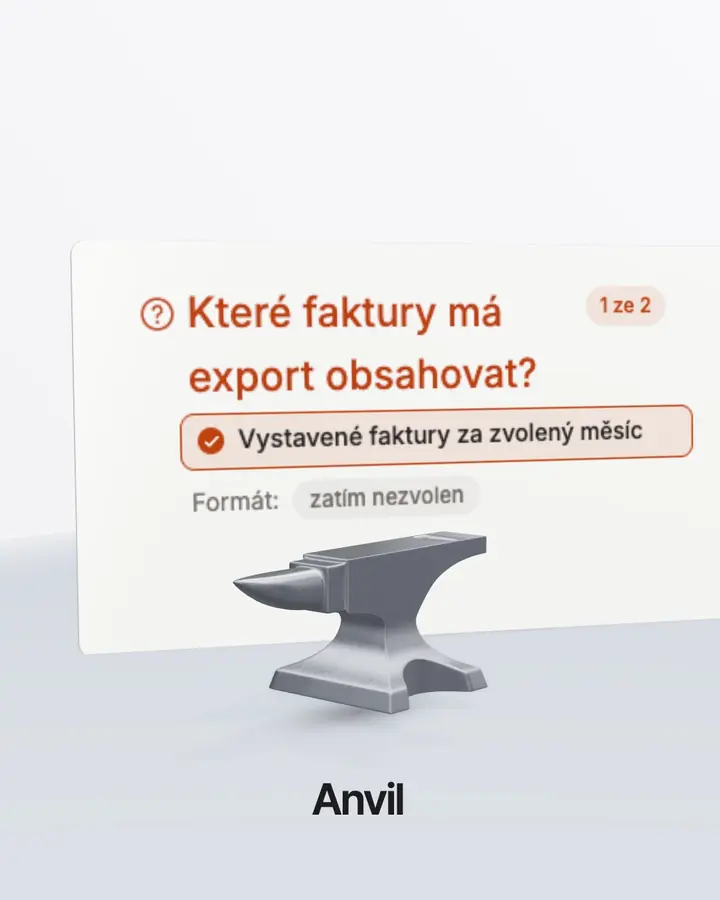 Které faktury má
1 ze 2
export obsahovat?
Vystavené faktury za zvolený měsíc
Formát: zatím nezvolen
Anvil